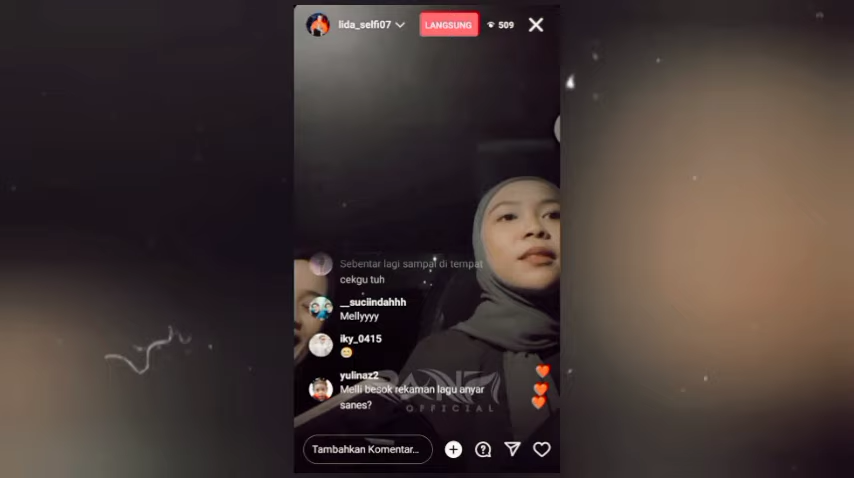 lida_selfi07
LANGSUNG
509
Sebentar lagi sampai di tempat
cekgu tuh
__suciindahhh
Mellyyyy
iky_0415
yulinaz2
Melli besok rekaman lagu anyar
sanes?
OFFICIAL
Tambahkan Komentar...